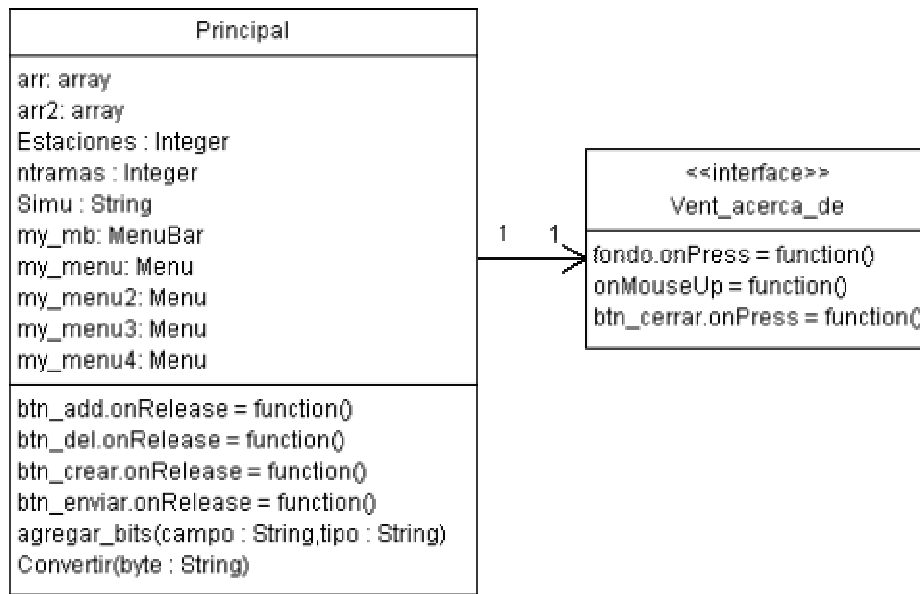 Principal
arr: array
arr2: array
Estaciones : Integer
ntramas : Integer
Simu : String
my_mb: MenuBar
my_menu: Menu
my_menu2: Menu
my_menu3: Menu
my_menu4: Menu
btn_add.onRelease = function()
btn_del.onRelease = function()
btn_crear.onRelease = function()
btn_enviar.onRelease = function()
agregar_bits(campo : String,tipo : String)
Convertir(byte : String)
1 1
<<interface>>
Vent_acerca_de
fondo.onPress = function()
onMouseUp = function()
btn_cerrar.onPress = function()